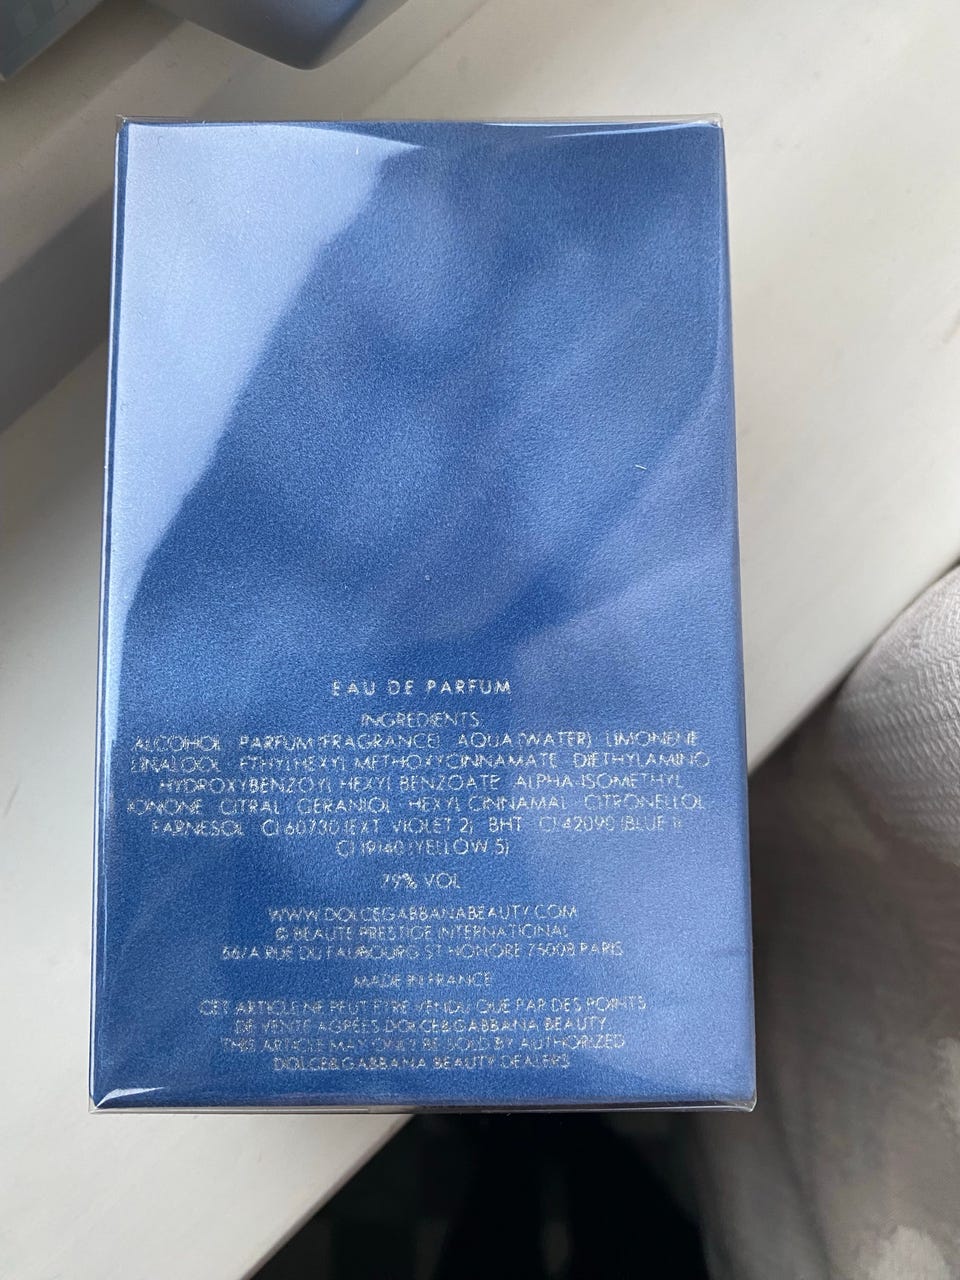 EAU DE PARFUM
INGREDIENTS:
ALCOHOL PARFUM (FRAGRANCE) AQUA (WATER) LIMONENE
LINALOOL ETHYLHEXYL METHOXYCINNAMATE DIETHYLAMINO
HYDROXYBENZOYL HEXYL BENZOATE ALPHA-ISOMETHYL
IONONE CITRAL GERANIOL HEXYL CINNAMAL CITRONELLOL
FARNESOL CI 60730 (EXT. VIOLET 2) BHT CI 42090 (BLUE 1)
CI 19140 (YELLOW 5)
79% VOL
WWW.DOLCEGABBANABEAUTY.COM
© BEAUTE PRESTIGE INTERNATIONAL
56/A RUE DU FAUBOURG ST HONORE 75008 PARIS
MADE IN FRANCE
CET ARTICLE NE PEUT ETRE VENDU QUE PAR DES POINTS
DE VENTE AGREES DOLCE&GABBANA BEAUTY
THIS ARTICLE MAY ONLY BE SOLD BY AUTHORIZED
DOLCE&GABBANA BEAUTY DEALERS